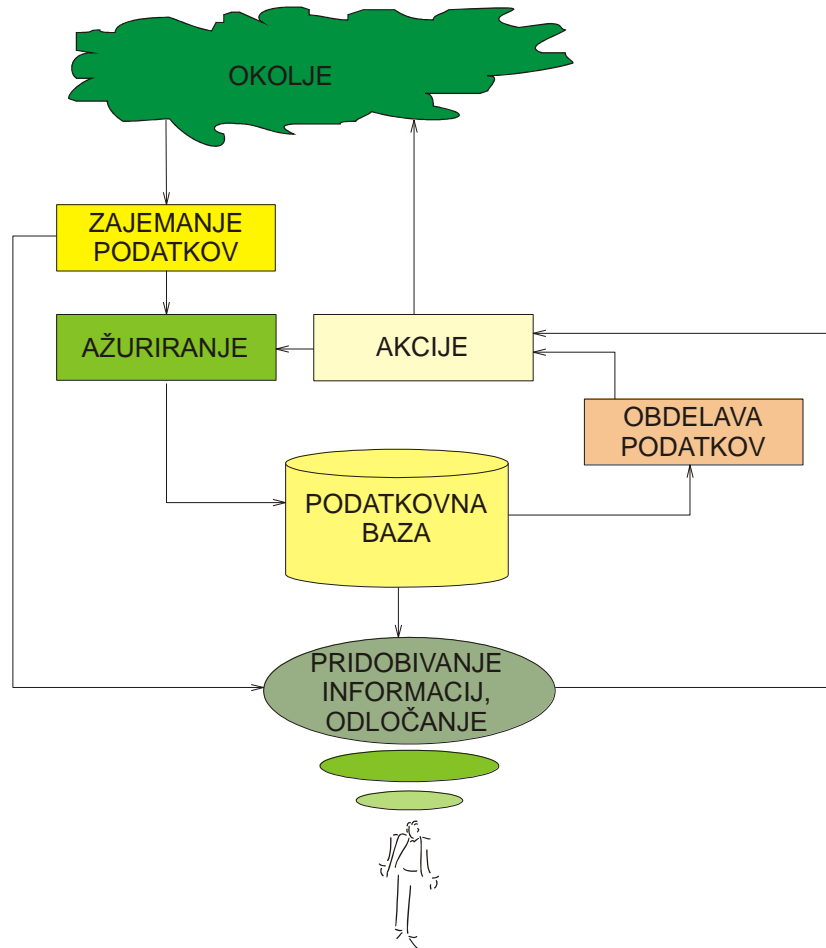 OKOLJE
ZAJEMANJE
PODATKOV
AŽURIRANJE
AKCIJE
OBDELAVA
PODATKOV
PODATKOVNA
BAZA
PRIDOBIVANJE
INFORMACIJ,
ODLOČANJE